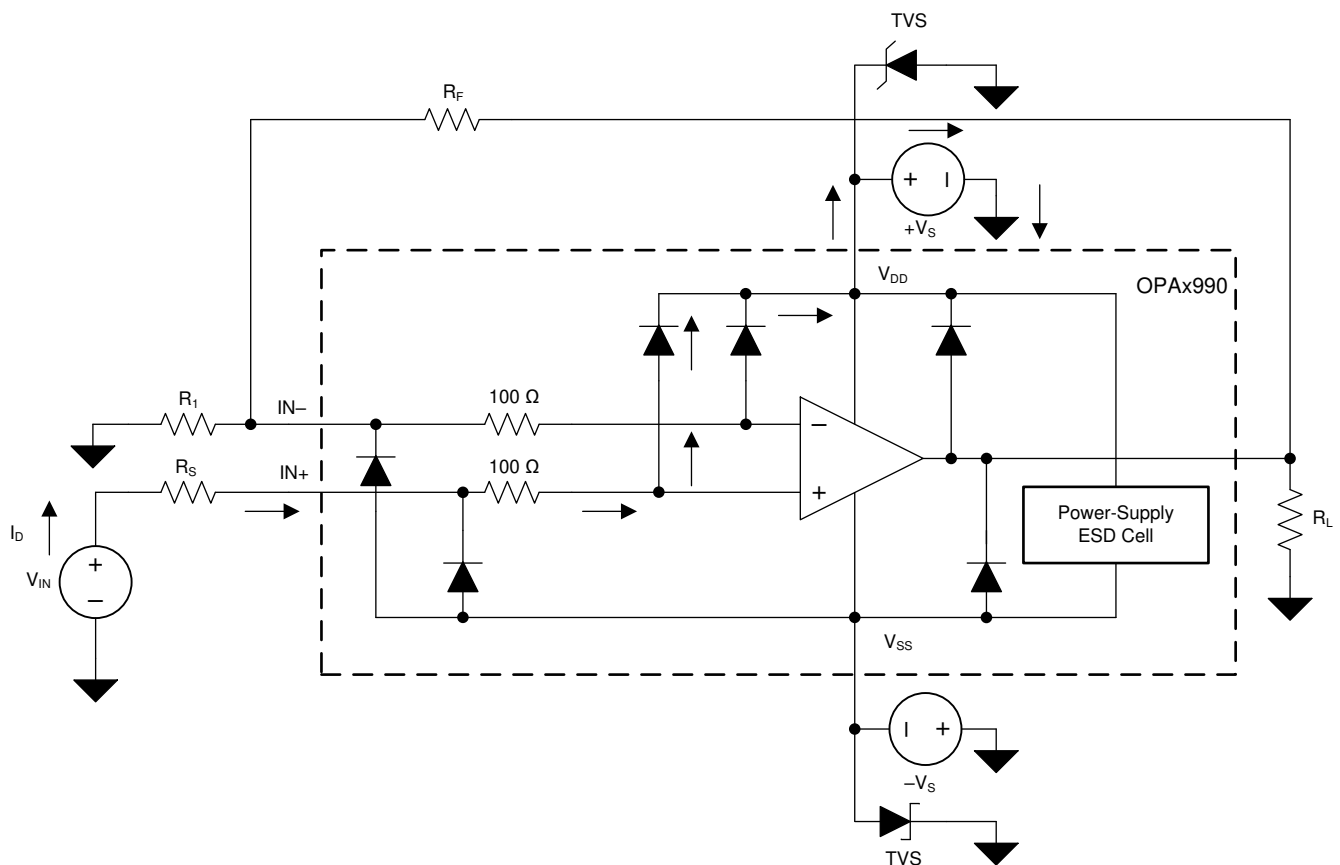 TVS
R_F
+ –
+V_S
V_DD
OPAx990
R_1
IN–
100 Ω
–
R_S
IN+
100 Ω
+
Power-Supply
ESD Cell
R_L
I_D
+
V_IN
–
V_SS
– +
–V_S
TVS